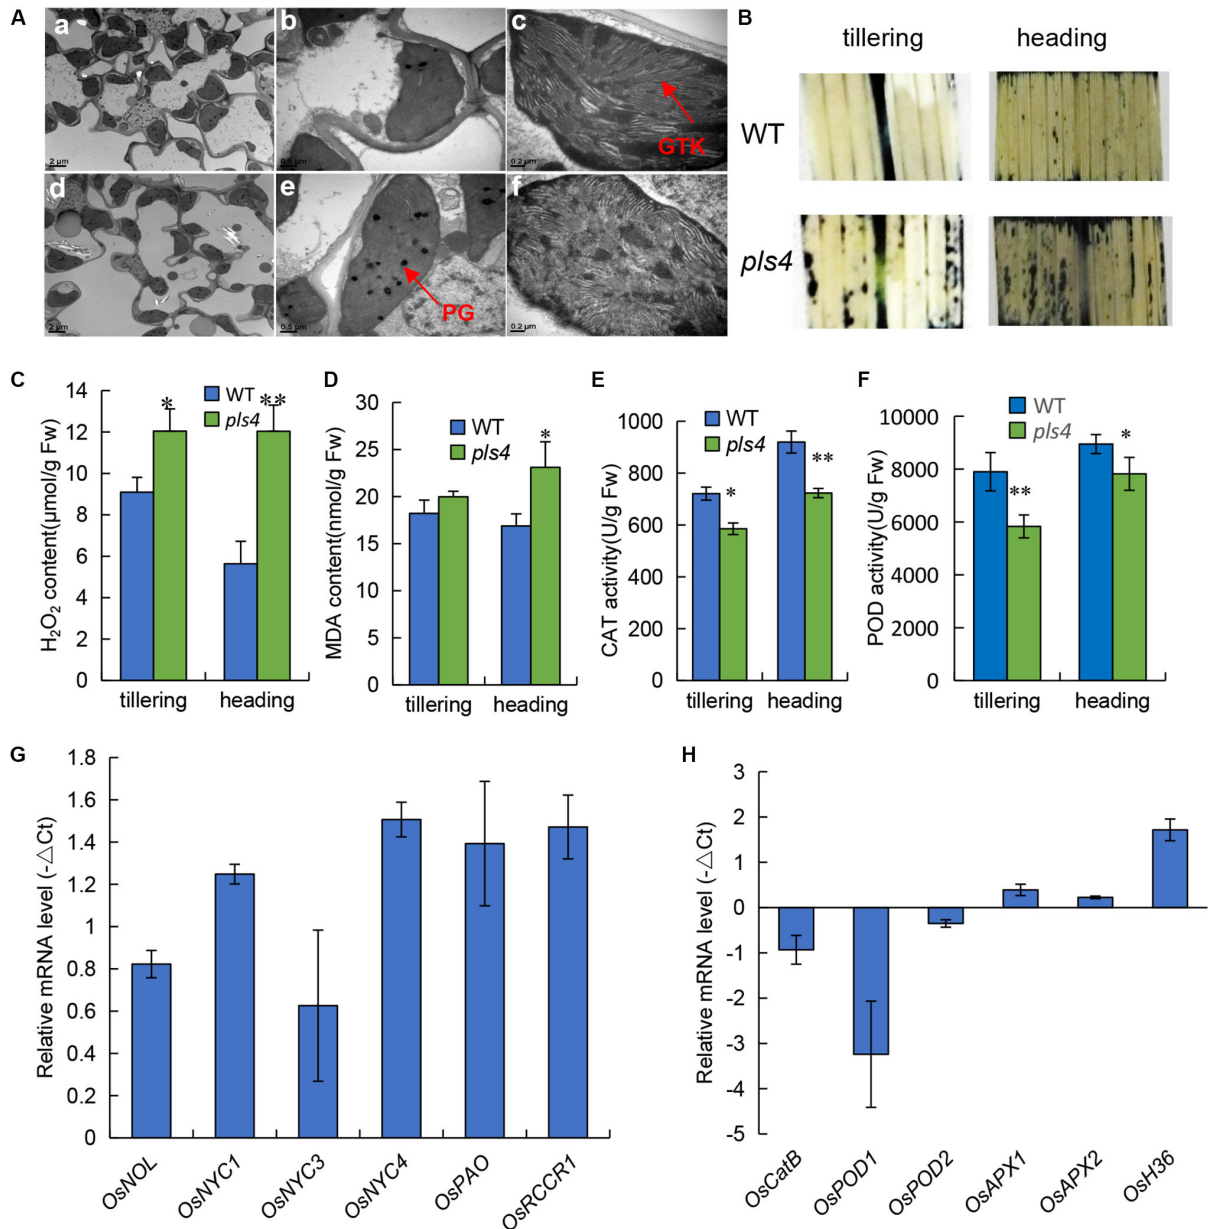 A
a
b
c
GTK
2 µm
0.5 µm
0.2 µm
d
e
f
PG
2 µm
0.5 µm
0.2 µm
B
tillering heading
WT
pls4
C
H2O2 content(µmol/g Fw)
14
12
10
8
6
4
2
0
WT
pls4
*
**
tillering heading
D
MDA content(nmol/g Fw)
30
25
20
15
10
5
0
WT
pls4
*
tillering heading
E
CAT activity(U/g Fw)
1000
800
600
400
200
0
WT
pls4
*
**
tillering heading
F
POD activity(U/g Fw)
10000
8000
6000
4000
2000
0
WT
pls4
**
*
tillering heading
G
Relative mRNA level (-△Ct)
1.8
1.6
1.4
1.2
1
0.8
0.6
0.4
0.2
0
OsNOL
OsNYC1
OsNYC3
OsNYC4
OsPAO
OsRCCR1
H
Relative mRNA level (-△Ct)
3
2
1
0
-1
-2
-3
-4
-5
OsCatB
OsPOD1
OsPOD2
OsAPX1
OsAPX2
OsH36